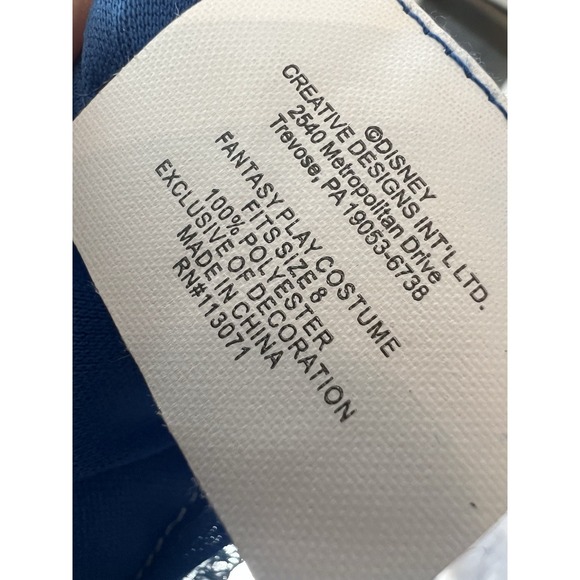 ©DISNEY
CREATIVE DESIGNS INT'L LTD.
2540 Metropolitan Drive
Trevose, PA 19053-6738
FANTASY PLAY COSTUME
FITS SIZE 8
100% POLYESTER
EXCLUSIVE OF DECORATION
MADE IN CHINA
RN#113071